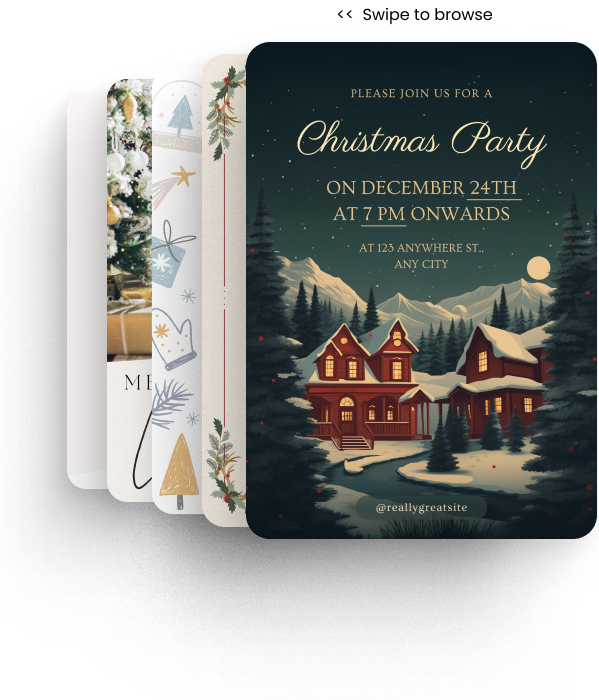 << Swipe to browse
PLEASE JOIN US FOR A
Christmas Party
ON DECEMBER 24TH
AT 7 PM ONWARDS
AT 123 ANYWHERE ST.,
ANY CITY
@reallygreatsite